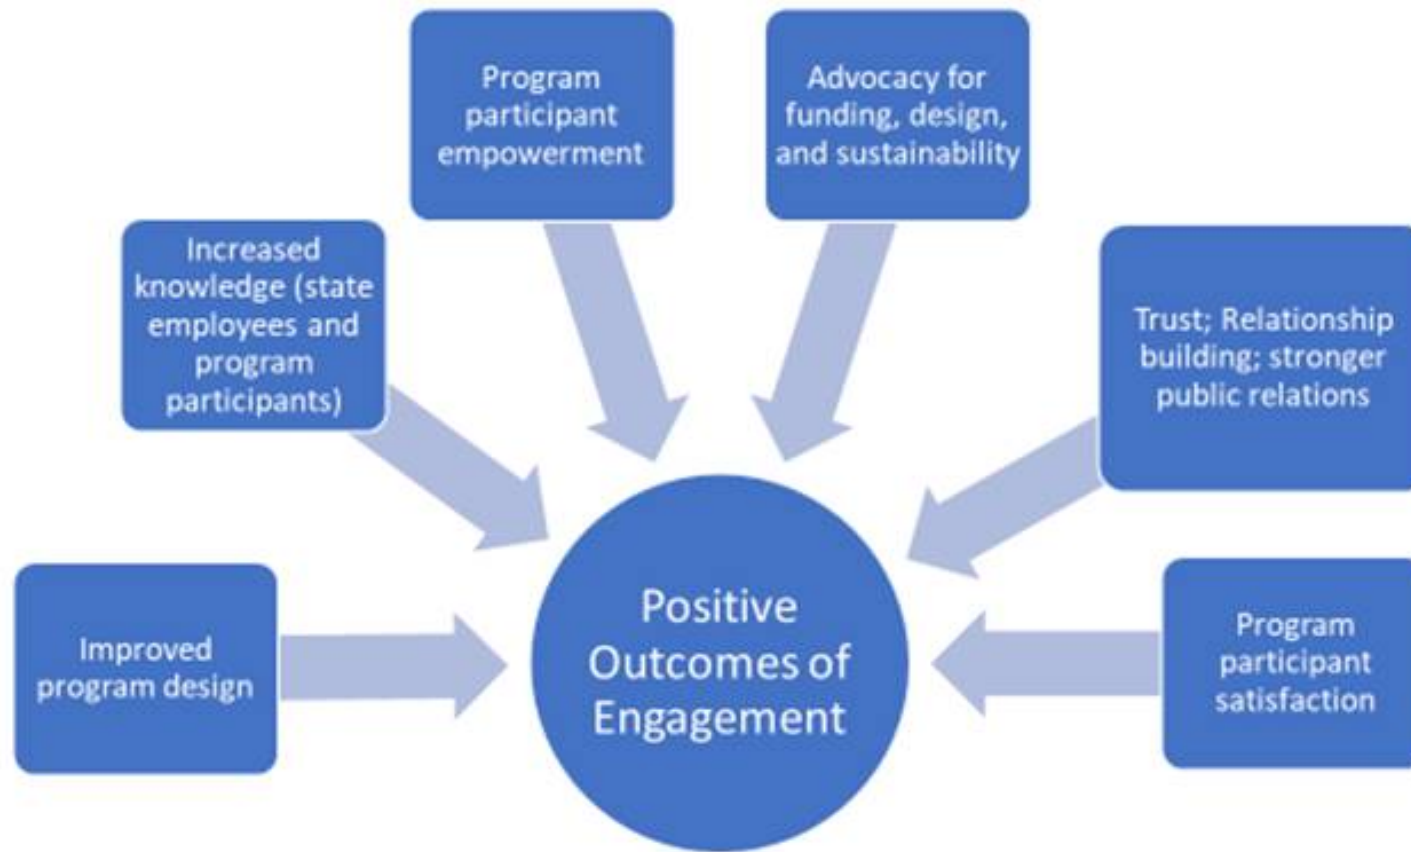 Program
participant
empowerment
Advocacy for
funding, design,
and sustainability
Increased
knowledge (state
employees and
program
participants)
Trust; Relationship
building; stronger
public relations
Improved
program design
Positive
Outcomes of
Engagement
Program
participant
satisfaction